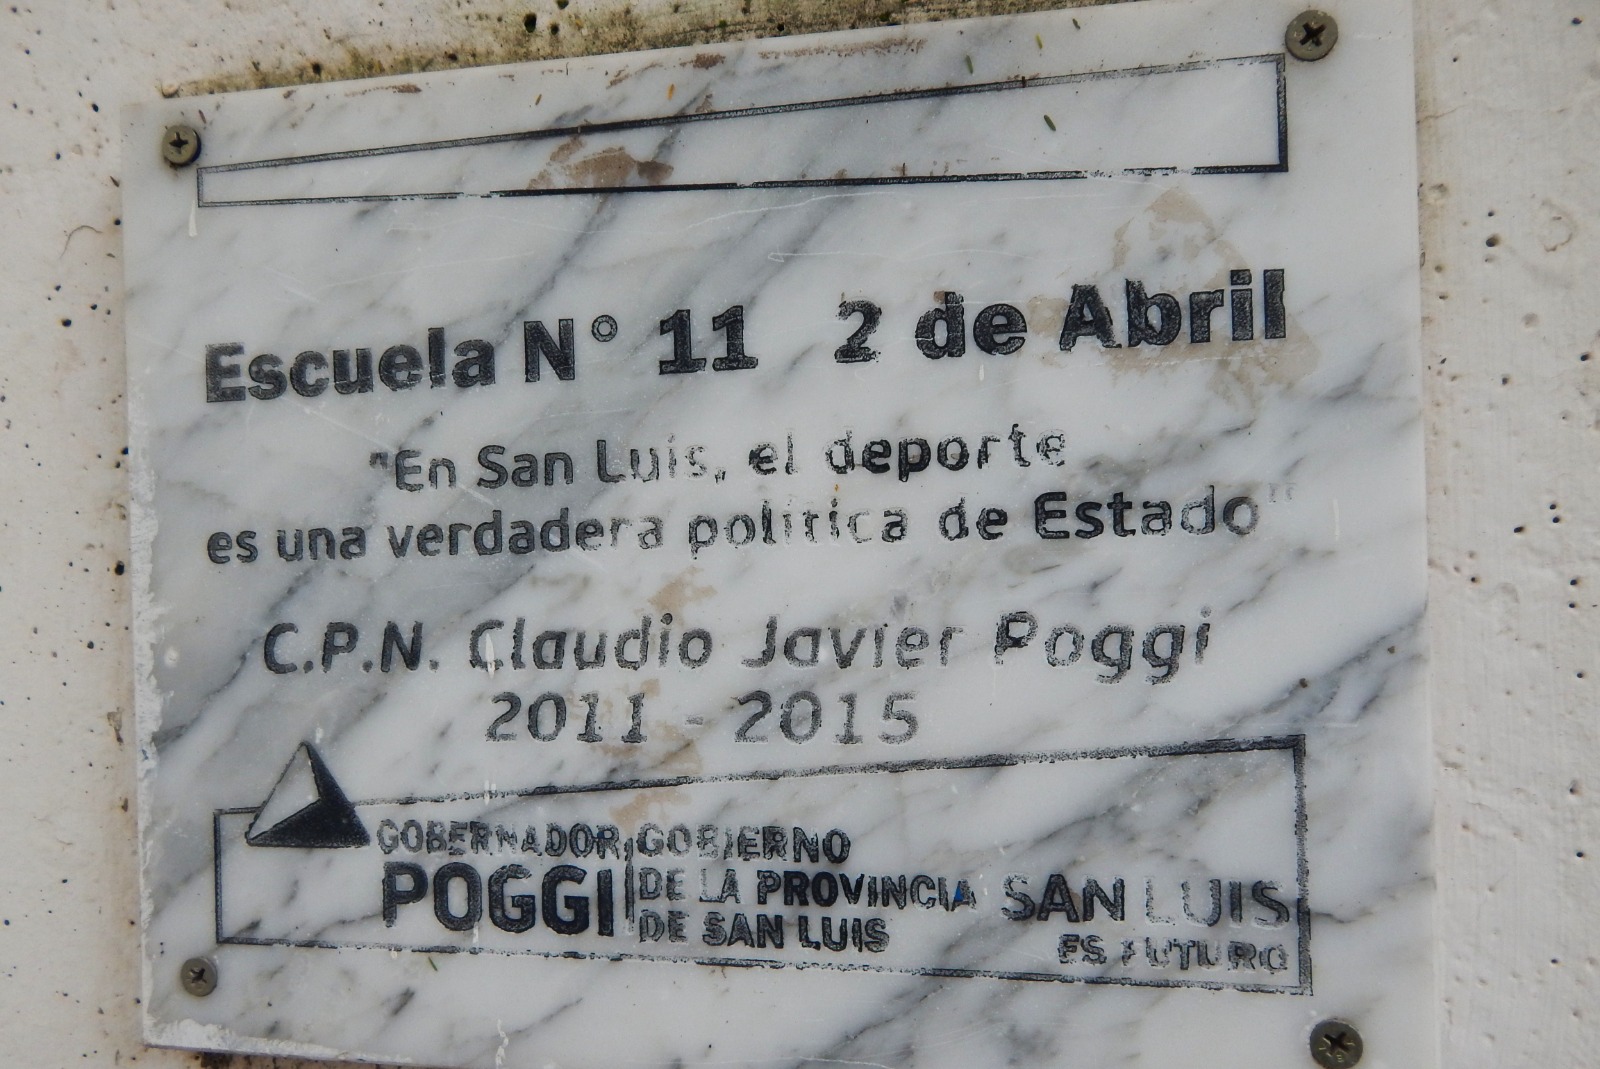 Escuela N° 11 2 de Abril
"En San Luis, el deporte
es una verdadera política de Estado"
C.P.N. Claudio Javier Poggi
2011 - 2015
GOBERNADOR
POGGI
GOBIERNO
DE LA PROVINCIA
DE SAN LUIS
SAN LUIS
ES FUTURO